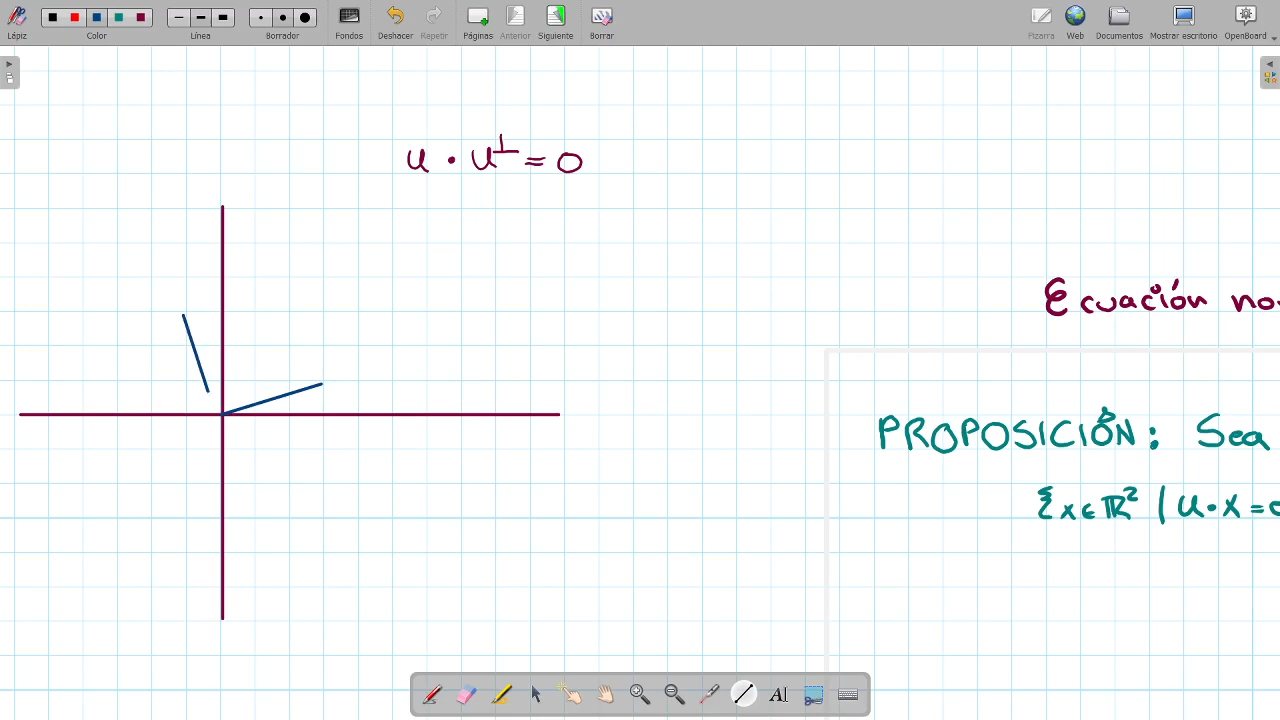 Lápiz Color Línea Borrador Fondos Deshacer Repetir Páginas Anterior Siguiente Borrar Pizarra Web Documentos Mostrar escritorio OpenBoard
u · u⊥ = 0
Ecuación no
PROPOSICIÓN: Sea
{x ∈ ℝ² | u · x = 
AI